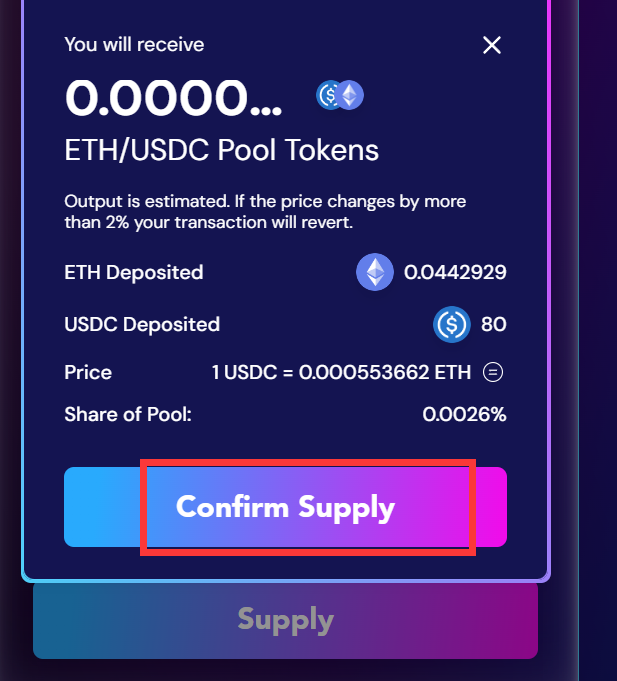 You will receive
0.0000...
ETH/USDC Pool Tokens
Output is estimated. If the price changes by more
than 2% your transaction will revert.
ETH Deposited 0.0442929
USDC Deposited 80
Price 1 USDC = 0.000553662 ETH
Share of Pool: 0.0026%
Confirm Supply
Supply